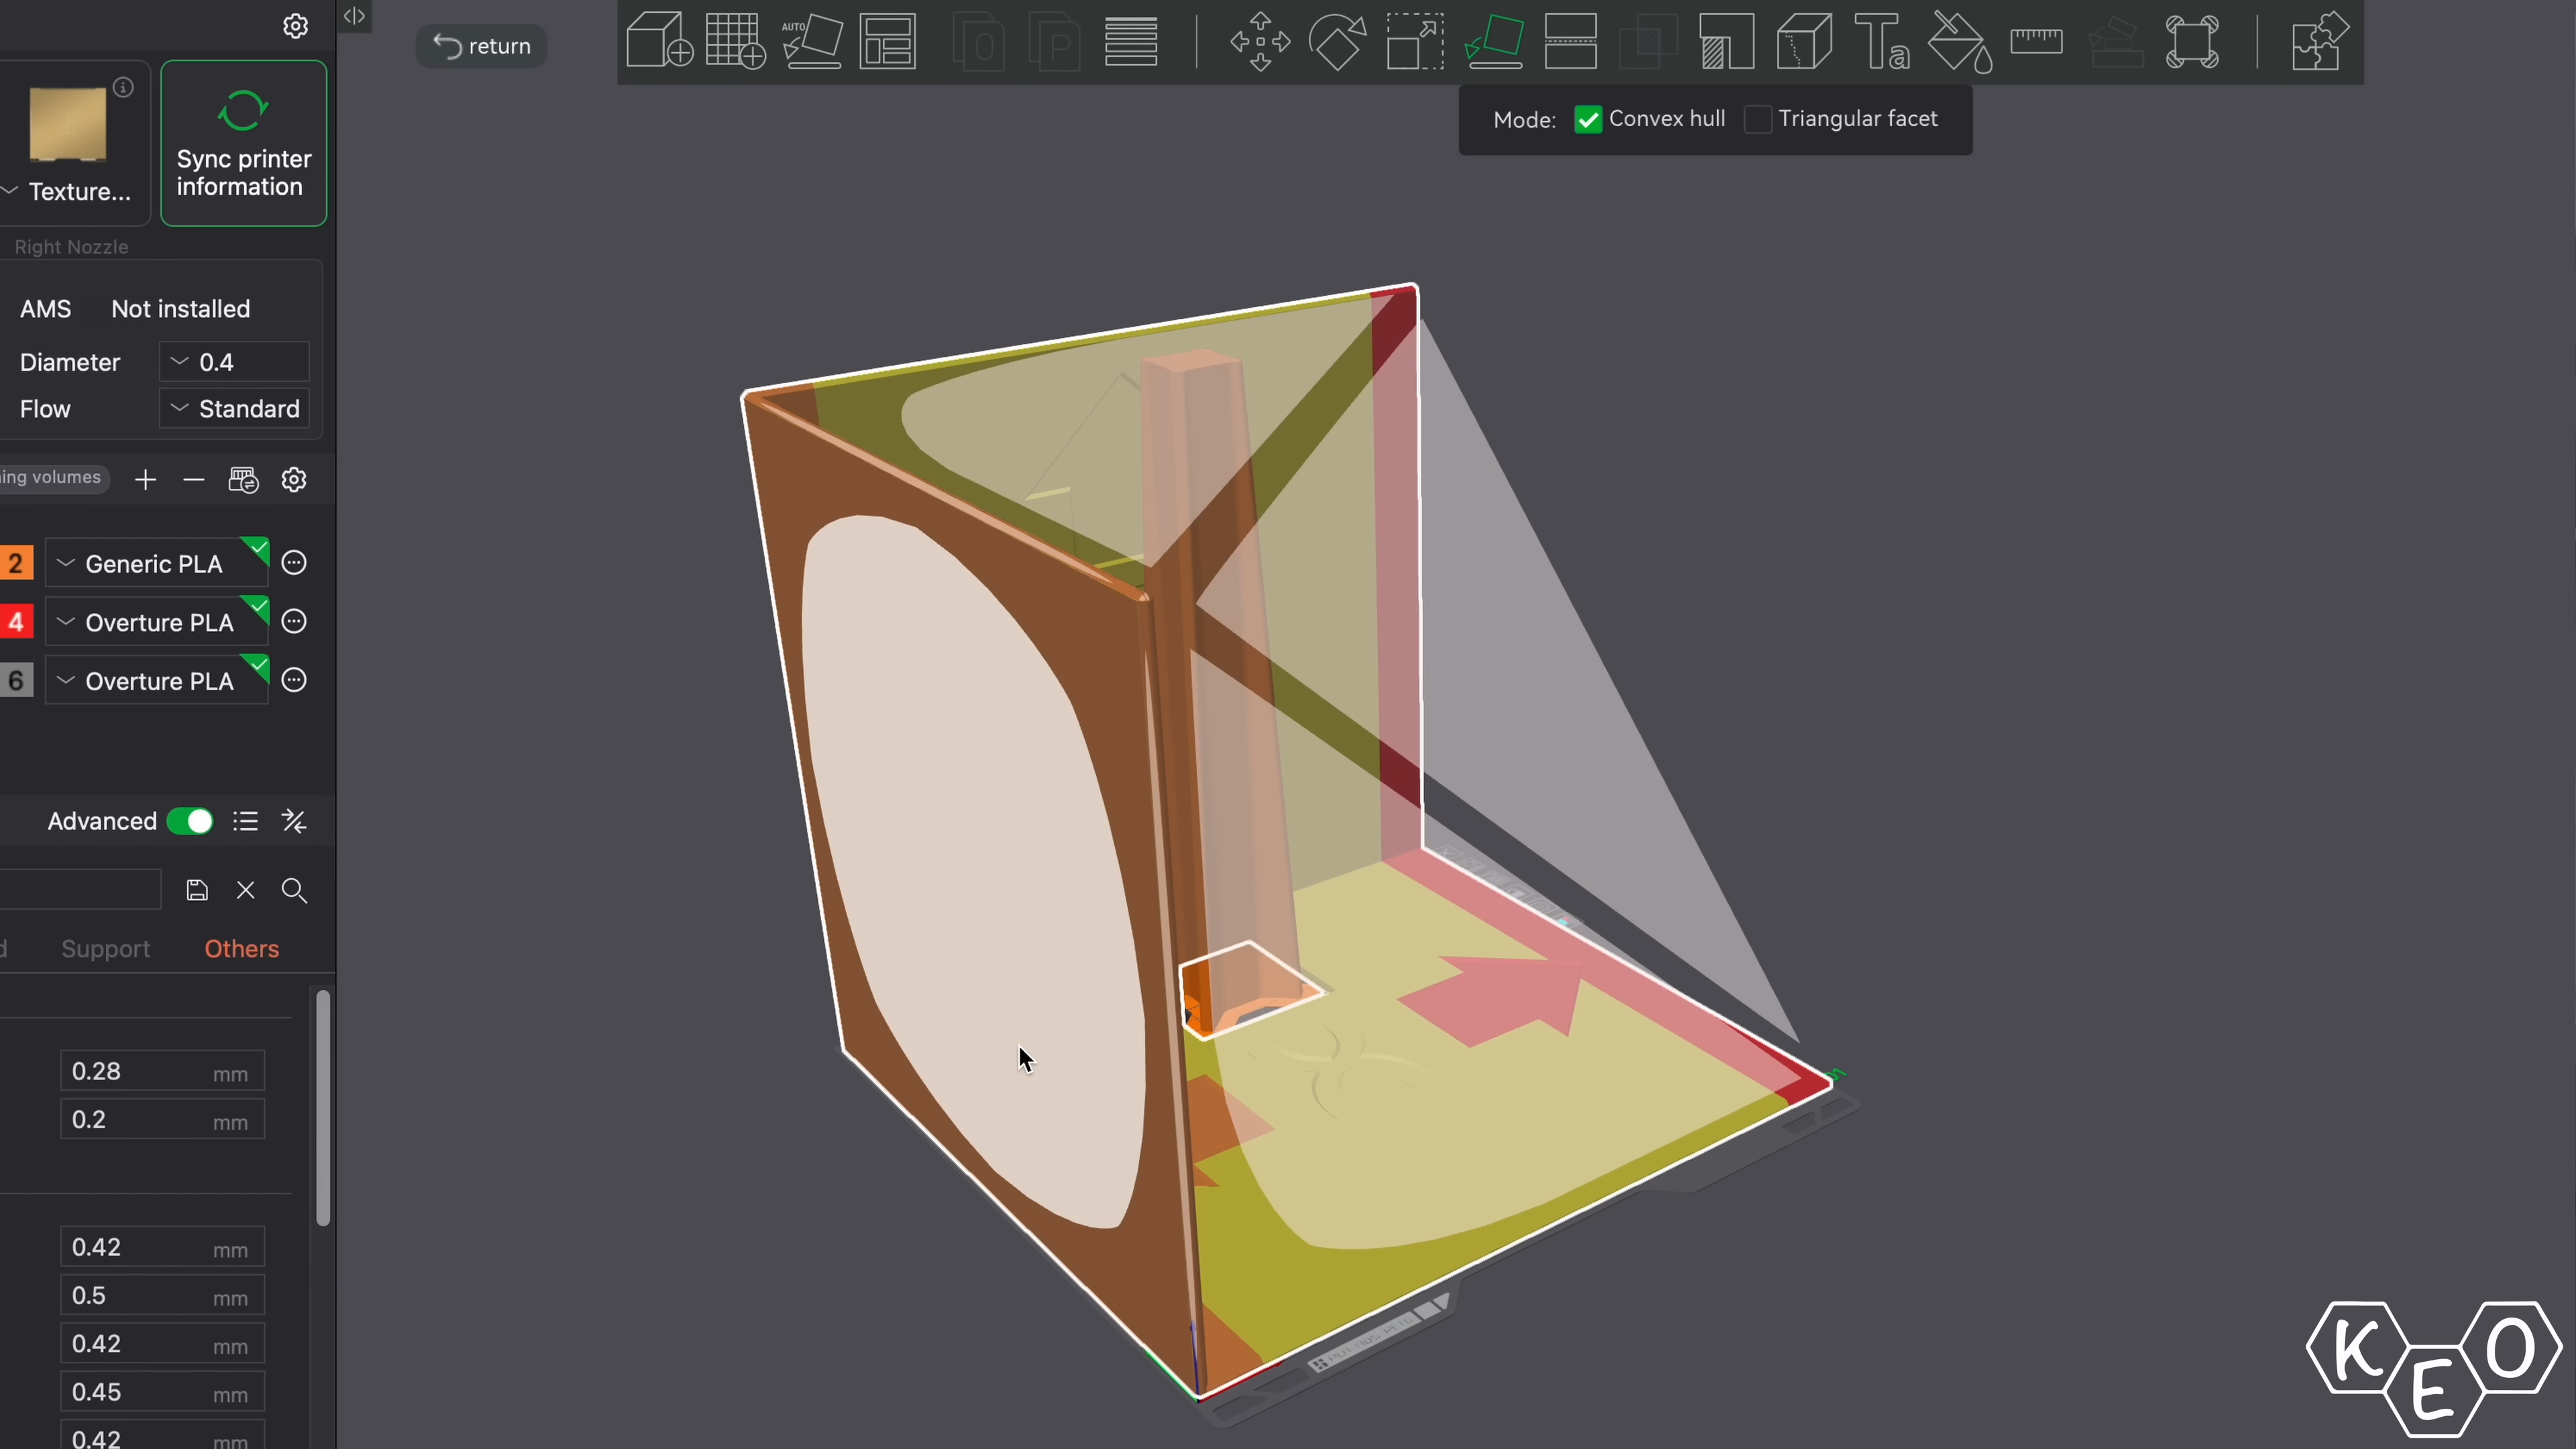 return
AUTO
O
P
Ta
Mode:
Convex hull
Triangular facet
Texture...
Sync printer
information
Right Nozzle
AMS
Not installed
Diameter
0.4
Flow
Standard
ing volumes
2
Generic PLA
4
Overture PLA
6
Overture PLA
Advanced
Support
Others
0.28 mm
0.2 mm
0.42 mm
0.5 mm
0.42 mm
0.45 mm
0.42 mm
KEO